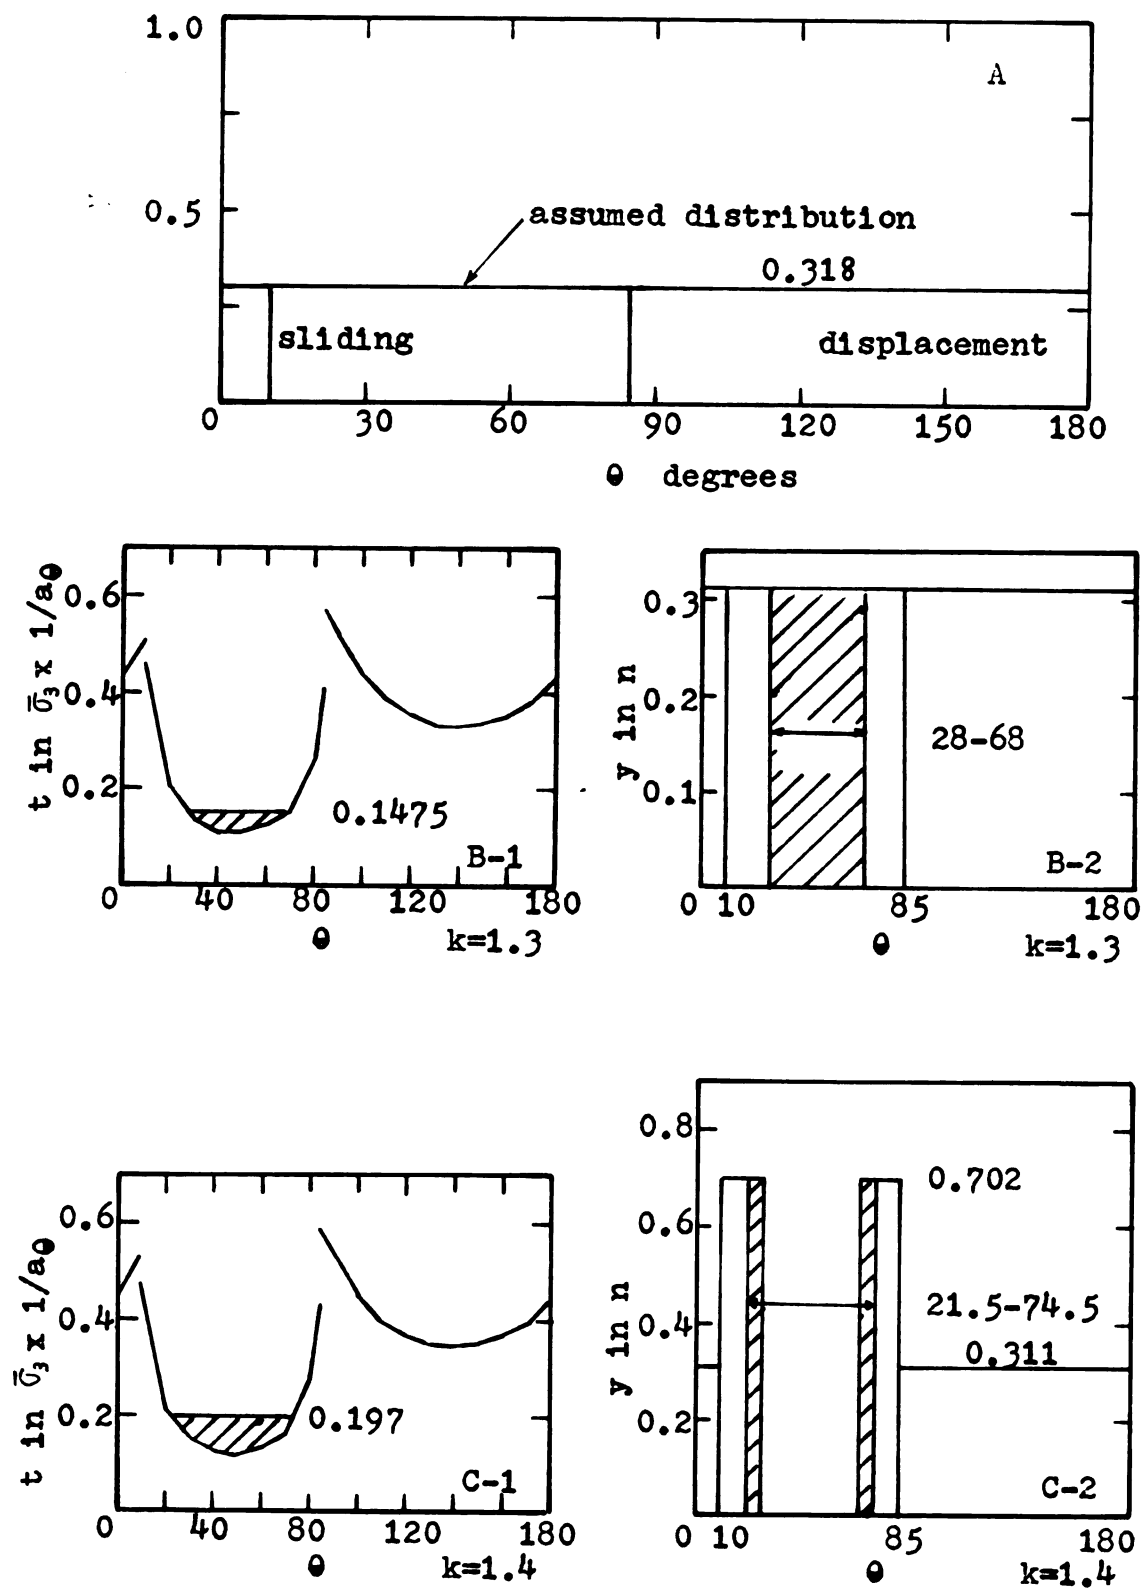 1.0
A
0.5
assumed distribution
0.318
sliding
displacement
0 30 60 90 120 150 180
θ degrees
t in σ̄₃ x 1/aθ
0.6
0.4
0.2
0.1475
B-1
0 40 80 120 180
θ k=1.3
y in n
0.3
0.2
0.1
28-68
B-2
0 10 85 180
θ k=1.3
t in σ̄₃ x 1/aθ
0.6
0.4
0.2
0.197
C-1
0 40 80 120 180
θ k=1.4
y in n
0.8
0.6
0.4
0.2
0.702
21.5-74.5
0.311
C-2
0 10 85 180
θ k=1.4